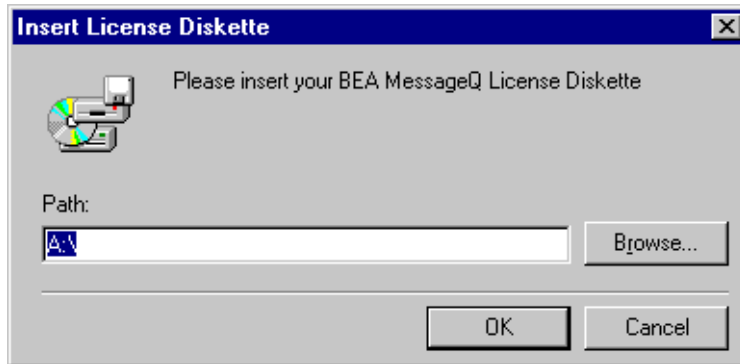 Insert License Diskette
Please insert your BEA MessageQ License Diskette
Path:
A:\
Browse...
OK
Cancel